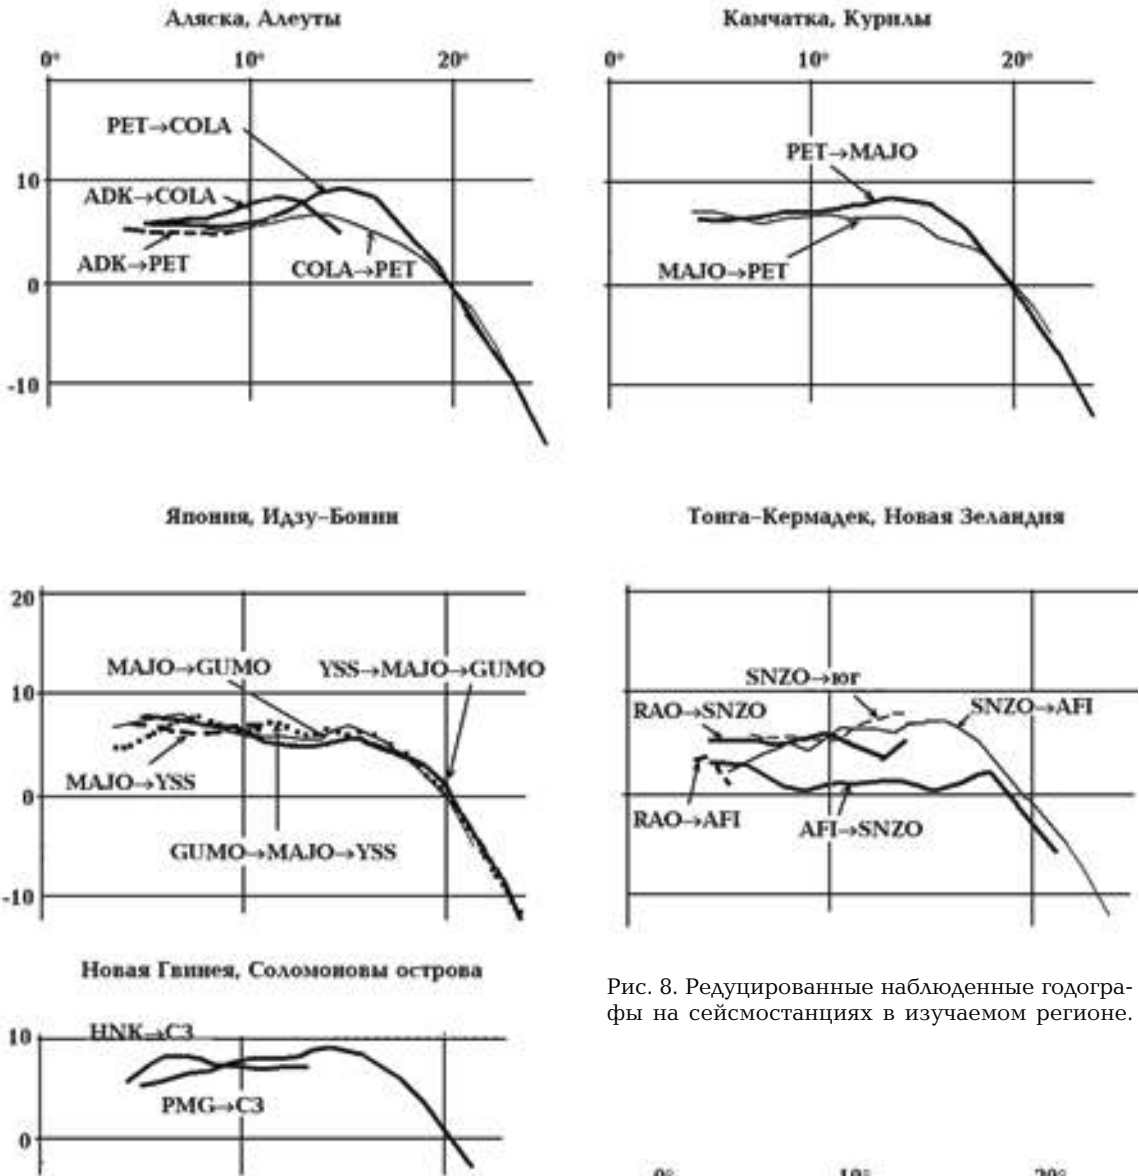 Аляска, Алеуты
0° 10° 20°
PET→COLA
10
ADK→COLA
ADK→PET
COLA→PET
0
-10
Камчатка, Курилы
0° 10° 20°
PET→MAJO
MAJO→PET
Япония, Идзу–Бонин
20
MAJO→GUMO YSS→MAJO→GUMO
10
MAJO→YSS
0
GUMO→MAJO→YSS
-10
Тонга–Кермадек, Новая Зеландия
SNZO→юг
RAO→SNZO SNZO→AFI
RAO→AFI AFI→SNZO
Новая Гвинея, Соломоновы острова
10 HNK→СЗ
PMG→СЗ
0
Рис. 8. Редуцированные наблюденные годогра-
фы на сейсмостанциях в изучаемом регионе.
0° 10° 20°